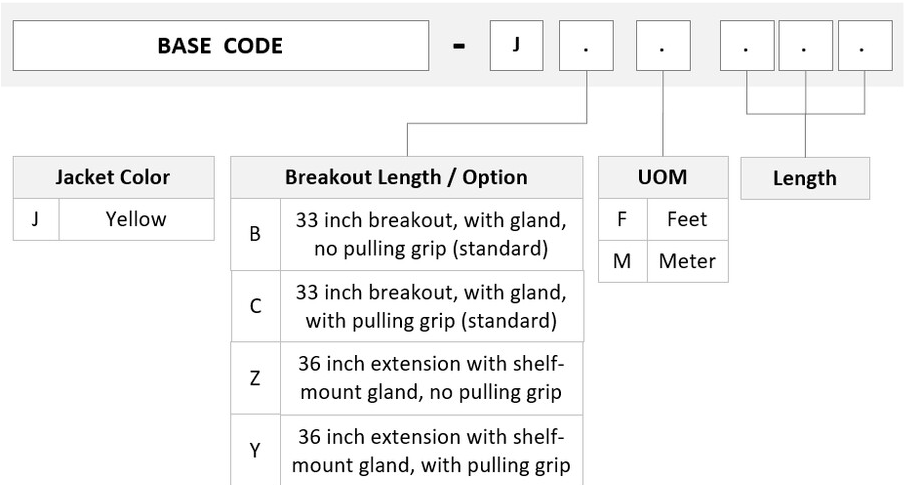 BASE CODE - J . . . . .
Jacket Color
J Yellow
Breakout Length / Option
B 33 inch breakout, with gland,
no pulling grip (standard)
C 33 inch breakout, with gland,
with pulling grip (standard)
Z 36 inch extension with shelf-
mount gland, no pulling grip
Y 36 inch extension with shelf-
mount gland, with pulling grip
UOM
F Feet
M Meter
Length